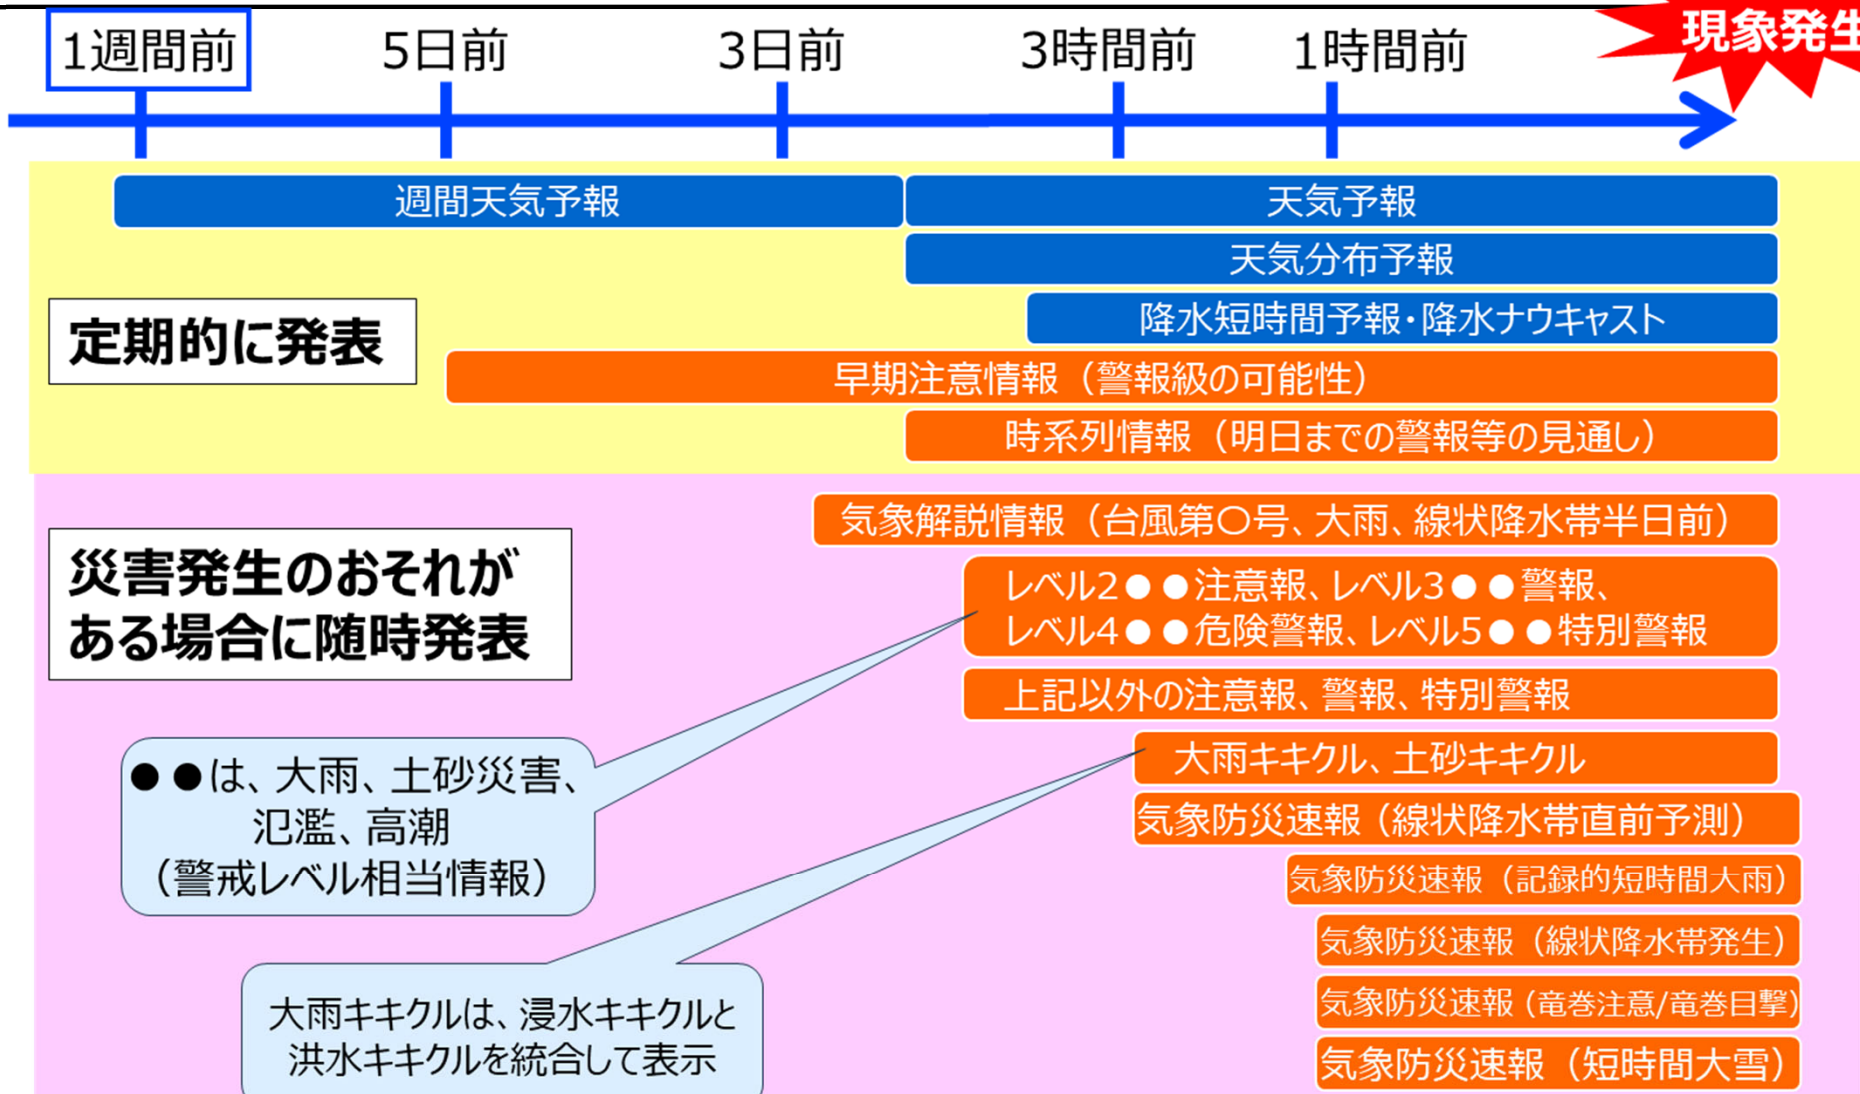 1週間前
5日前
3日前
3時間前
1時間前
現象発生
週間天気予報
天気予報
天気分布予報
降水短時間予報・降水ナウキャスト
定期的に発表
早期注意情報（警報級の可能性）
時系列情報（明日までの警報等の見通し）
気象解説情報（台風第〇号、大雨、線状降水帯半日前）
災害発生のおそれが
ある場合に随時発表
レベル2●●注意報、レベル3●●警報、
レベル4●●危険警報、レベル5●●特別警報
上記以外の注意報、警報、特別警報
●●は、大雨、土砂災害、
氾濫、高潮
（警戒レベル相当情報）
大雨キキクル、土砂キキクル
気象防災速報（線状降水帯直前予測）
気象防災速報（記録的短時間大雨）
気象防災速報（線状降水帯発生）
気象防災速報（竜巻注意/竜巻目撃）
気象防災速報（短時間大雪）
大雨キキクルは、浸水キキクルと
洪水キキクルを統合して表示